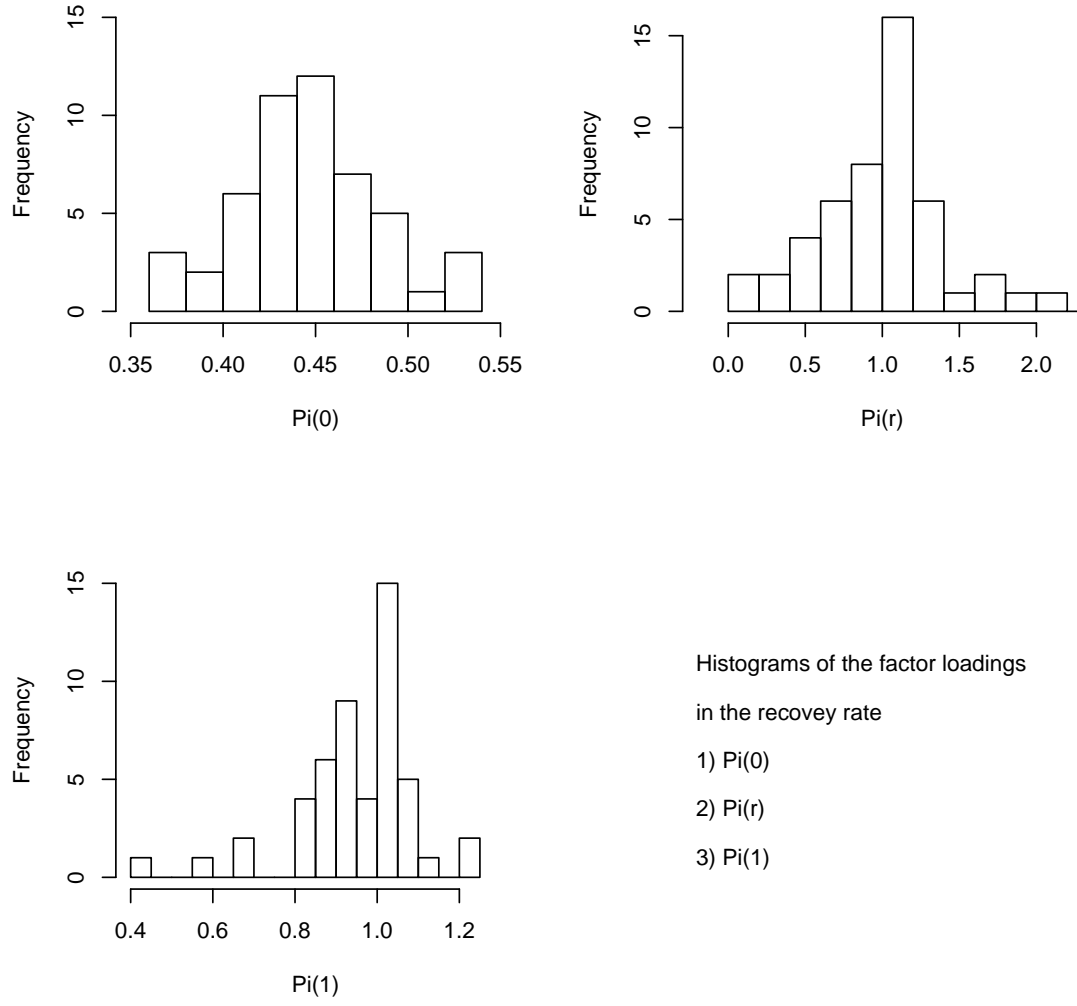 15
10
5
0
Frequency
0.35 0.40 0.45 0.50 0.55
Pi(0)
15
10
5
0
Frequency
0.0 0.5 1.0 1.5 2.0
Pi(r)
15
10
5
0
Frequency
0.4 0.6 0.8 1.0 1.2
Pi(1)
Histograms of the factor loadings
in the recovey rate
1) Pi(0)
2) Pi(r)
3) Pi(1)